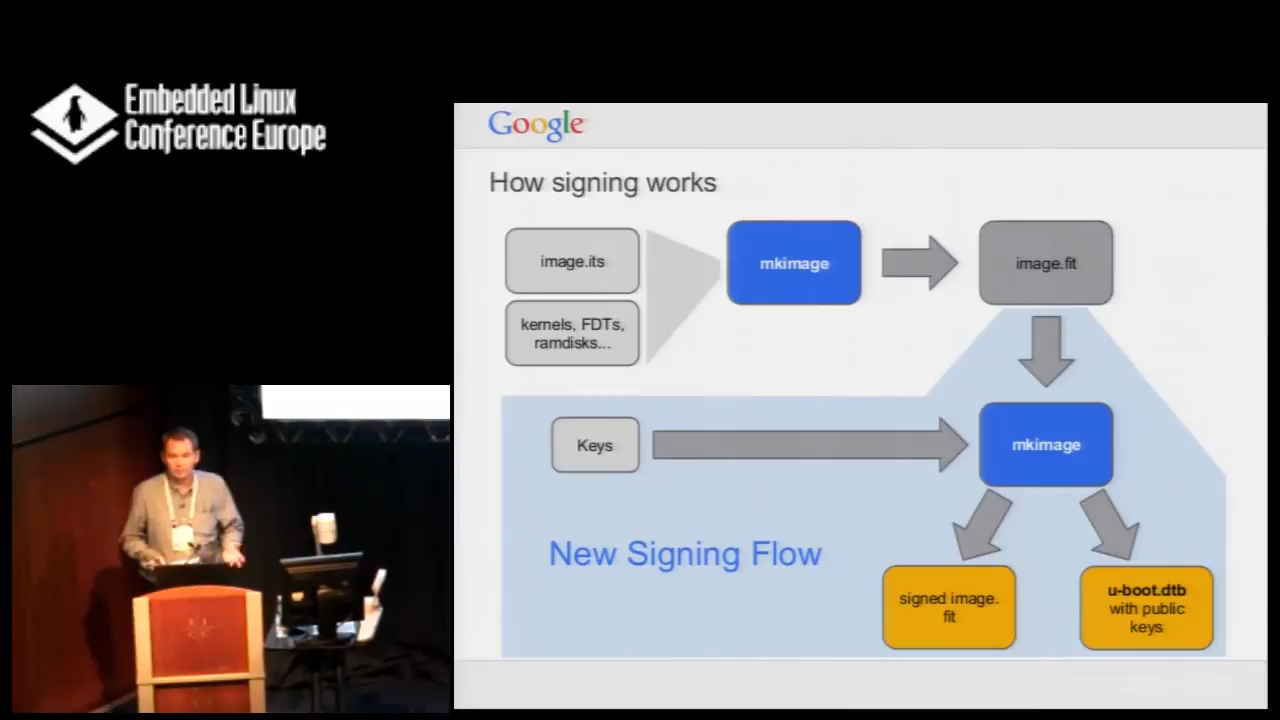 Embedded Linux
Conference Europe
Google
How signing works
image.its
mkimage
image.fit
kernels, FDTs,
ramdisks...
Keys
mkimage
New Signing Flow
signed image.
fit
u-boot.dtb
with public
keys